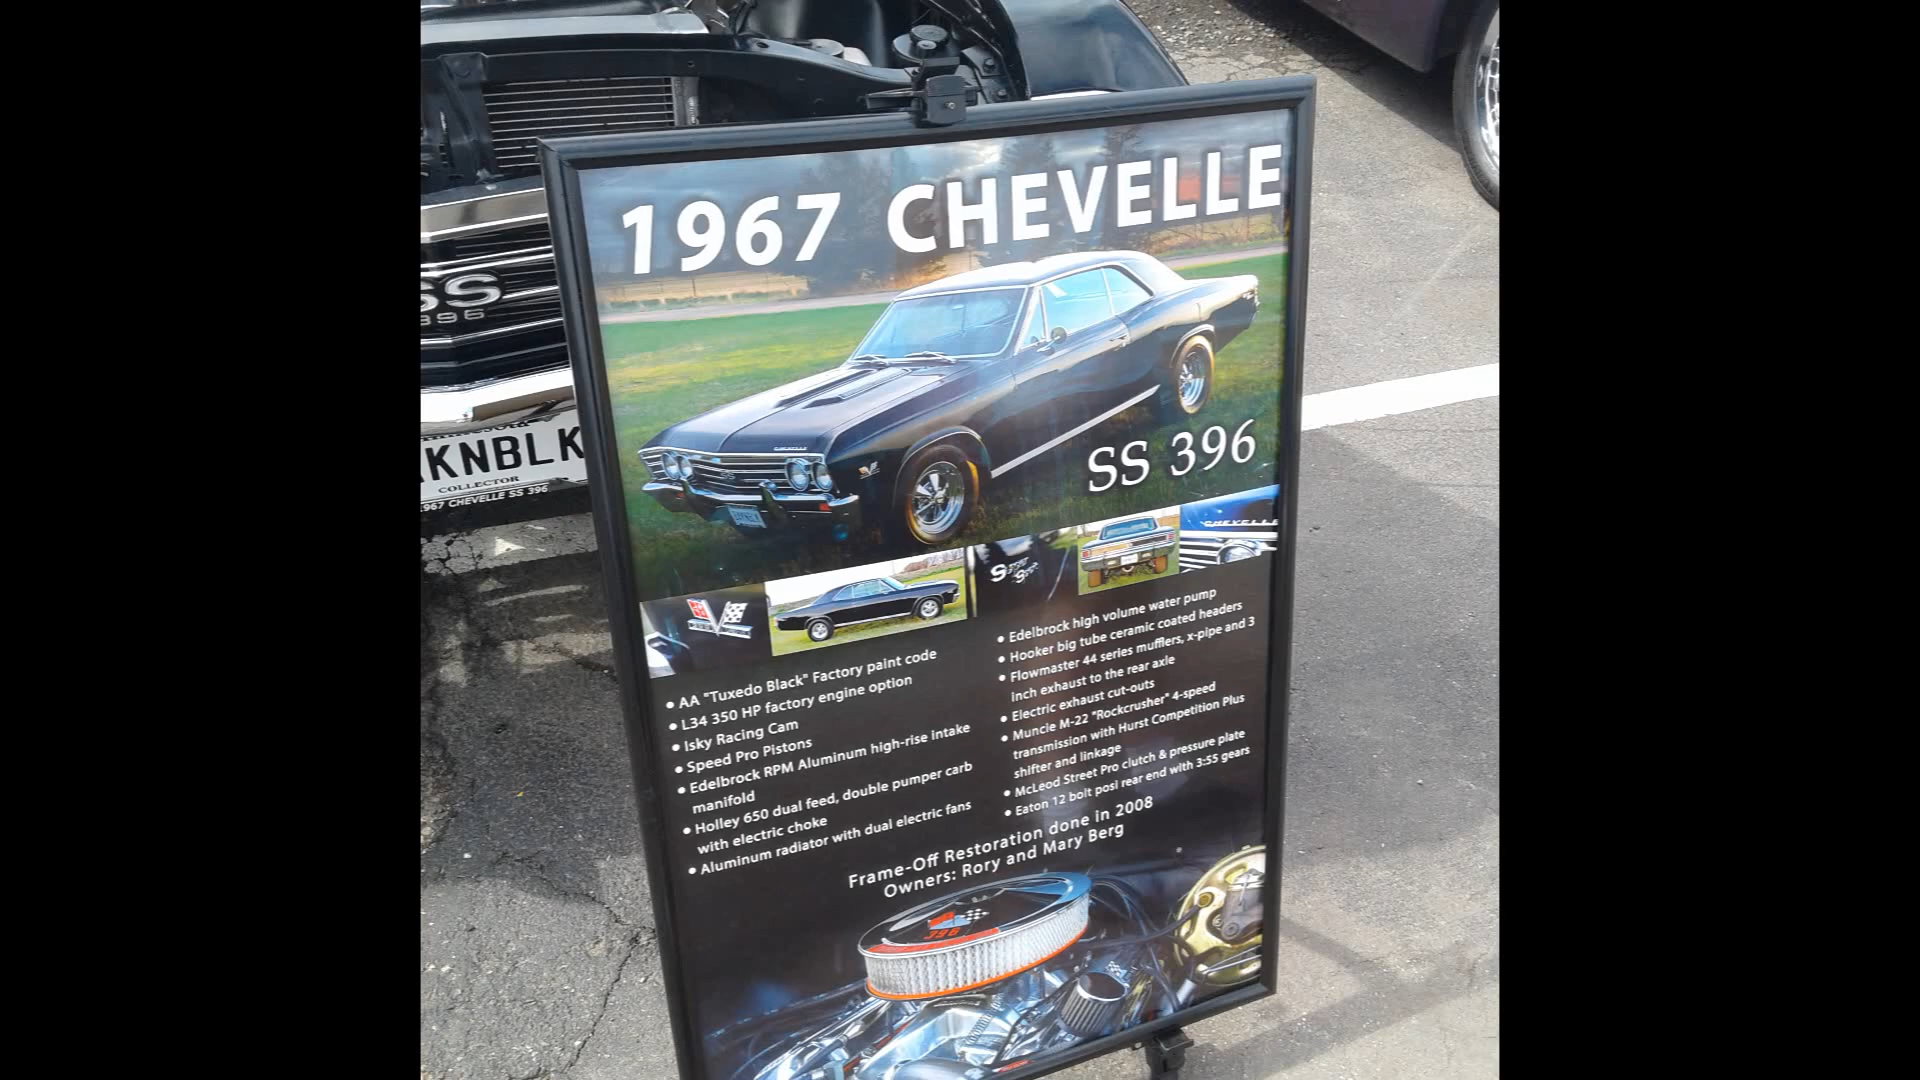 1967 CHEVELLE
SS
396
KNBLK
COLLECTOR
1967 CHEVELLE SS 396
CHEVELLE
SS 396
CHEVELLE
• AA "Tuxedo Black" Factory paint code
• L34 350 HP factory engine option
• Isky Racing Cam
• Speed Pro Pistons
• Edelbrock RPM Aluminum high-rise intake
manifold
• Holley 650 dual feed, double pumper carb
with electric choke
• Aluminum radiator with dual electric fans
• Edelbrock high volume water pump
• Hooker big tube ceramic coated headers
• Flowmaster 44 series mufflers, x-pipe and 3
inch exhaust to the rear axle
• Electric exhaust cut-outs
• Muncie M-22 "Rockcrusher" 4-speed
transmission with Hurst Competition Plus
shifter and linkage
• McLeod Street Pro clutch & pressure plate
• Eaton 12 bolt posi rear end with 3:55 gears
Frame-Off Restoration done in 2008
Owners: Rory and Mary Berg
396